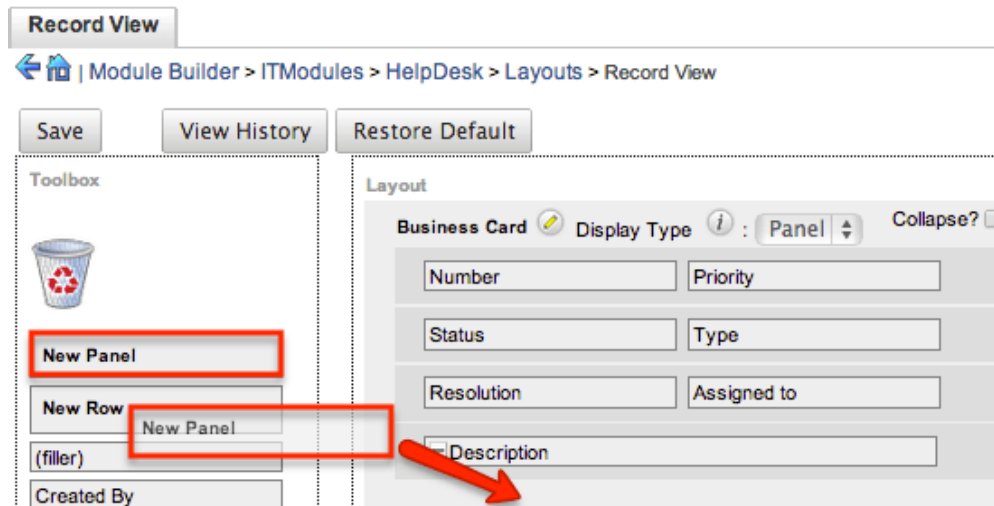 Record View
| Module Builder > ITModules > HelpDesk > Layouts > Record View
Save View History Restore Default
Toolbox
Layout
Business Card Display Type i : Panel Collapse?
Number Priority
Status Type
New Panel
Resolution Assigned to
New Row
New Panel
(filler)
Description
Created By